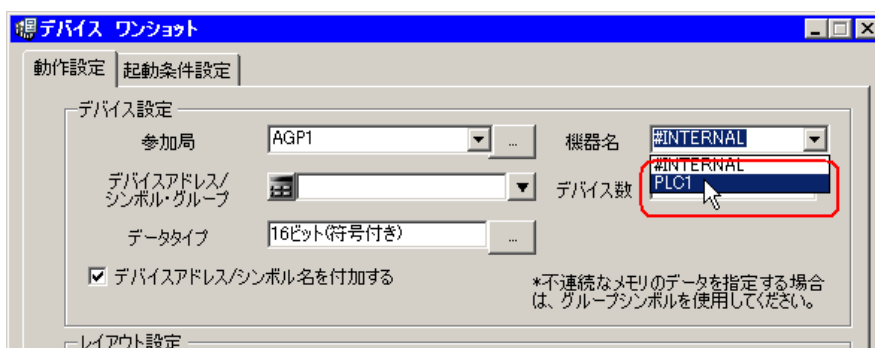 デバイス ワンショット
動作設定 起動条件設定
デバイス設定
参加局 AGP1 ... 機器名 #INTERNAL
#INTERNAL
デバイスアドレス/
シンボル・グループ デバイス数 PLC1
データタイプ 16ビット(符号付き) ...
デバイスアドレス/シンボル名を付加する
*不連続なメモリのデータを指定する場合
は、グループシンボルを使用してください。
レイアウト設定